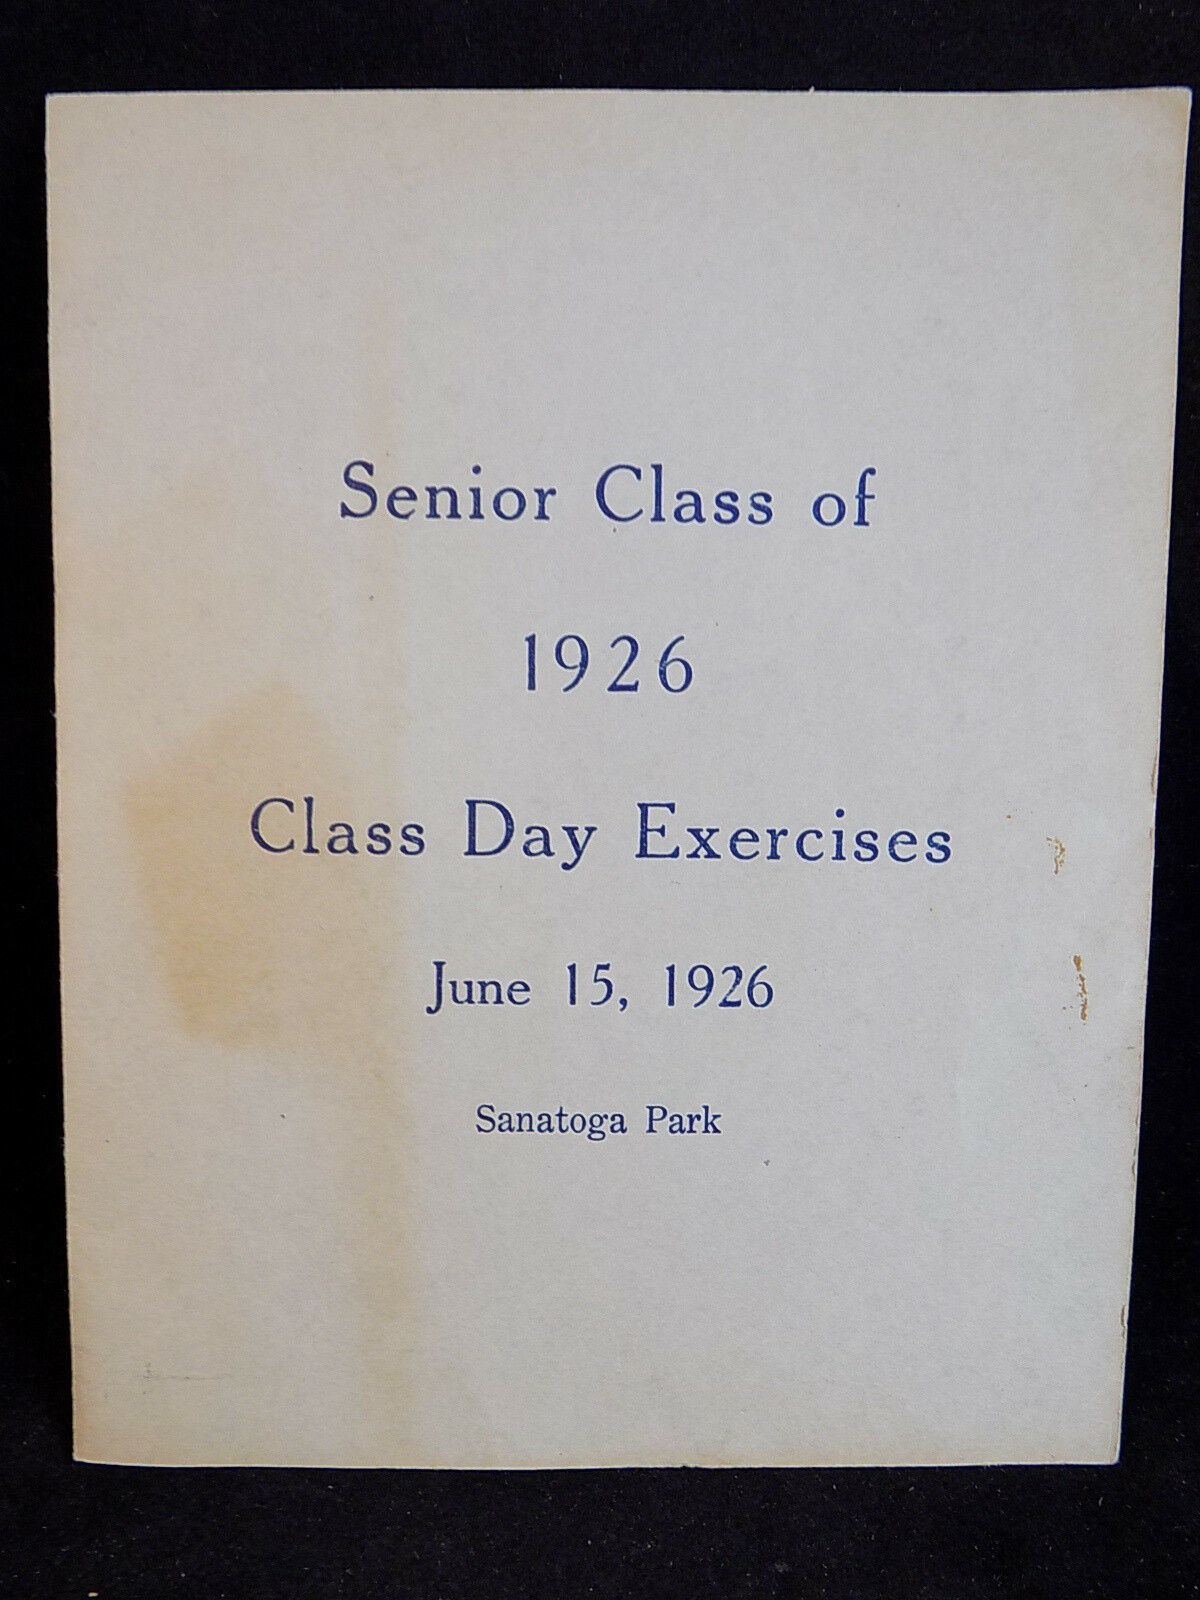 Senior Class of
1926
Class Day Exercises
June 15, 1926
Sanatoga Park